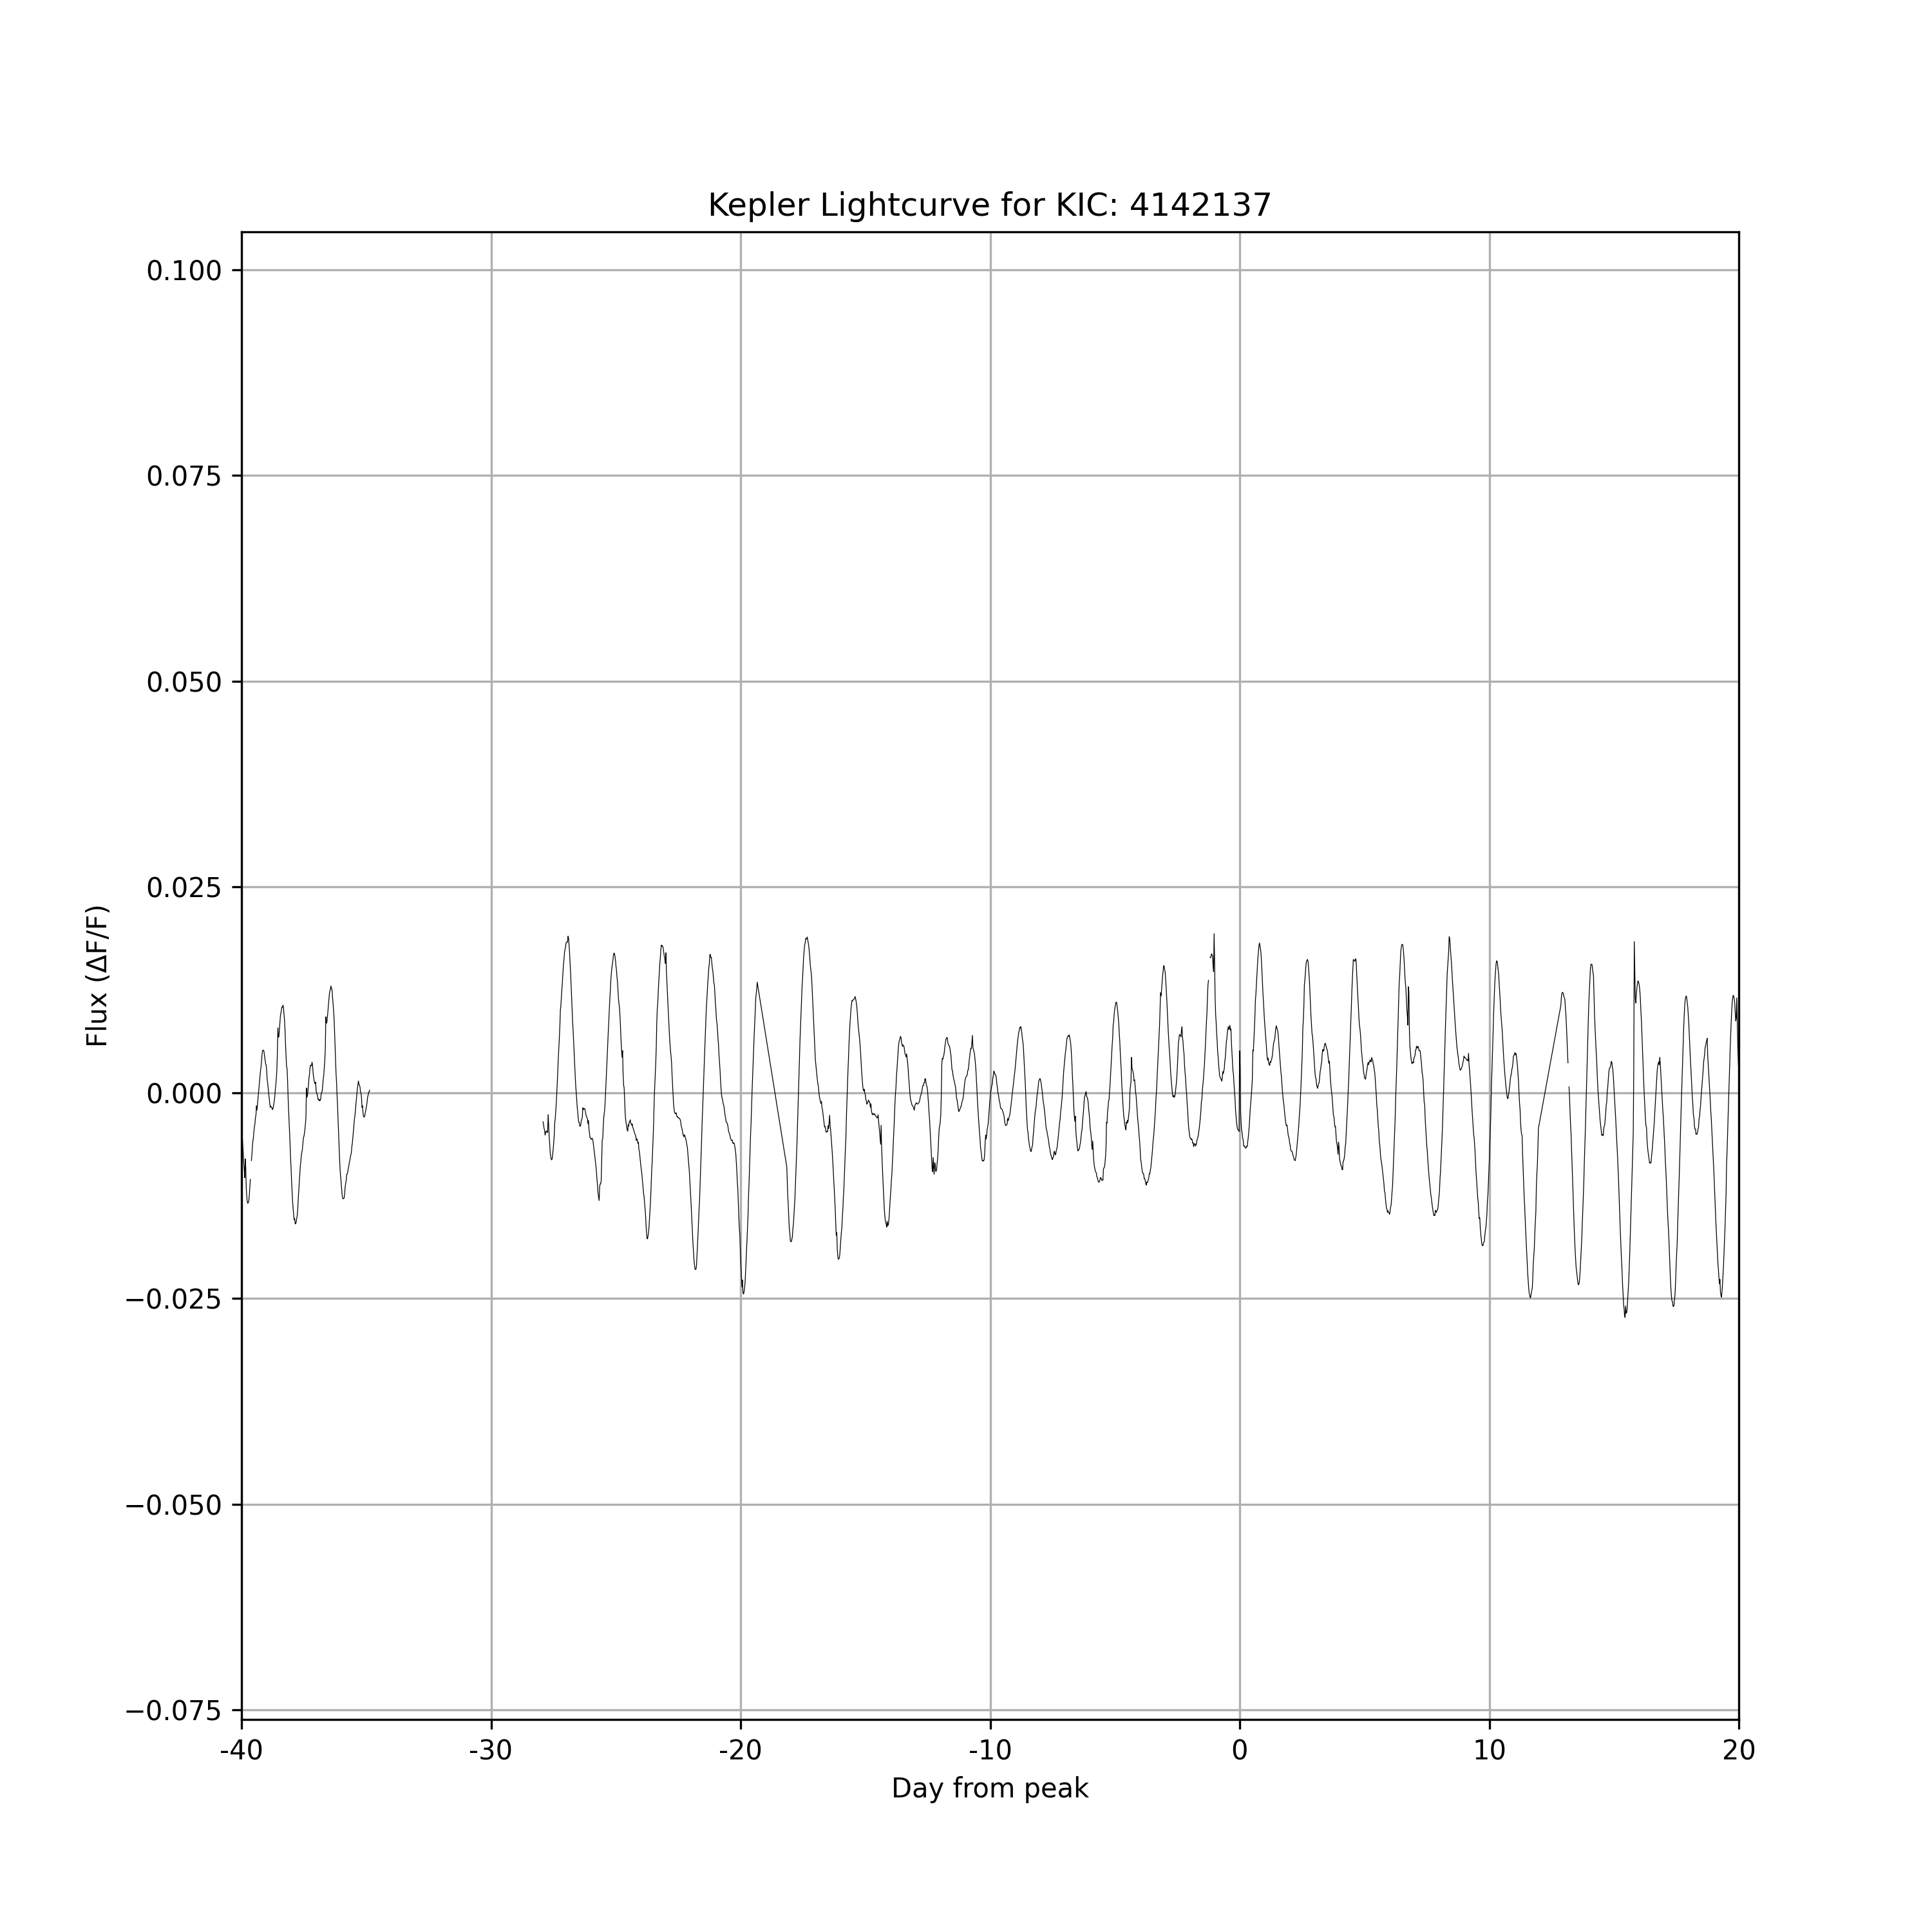 Kepler Lightcurve for KIC: 4142137
0.100
0.075
0.050
0.025
0.000
−0.025
−0.050
−0.075
Flux (ΔF/F)
-40 -30 -20 -10 0 10 20
Day from peak